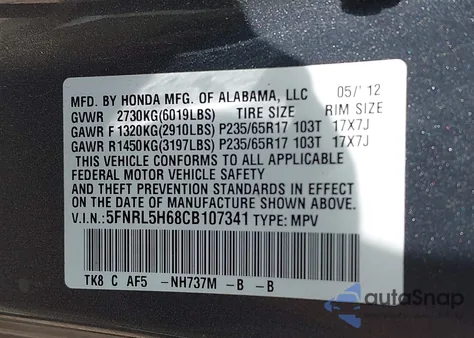 MFD. BY HONDA MFG. OF ALABAMA, LLC 05/'12
GVWR 2730KG(6019LBS) TIRE SIZE RIM SIZE
GAWR F 1320KG(2910LBS) P235/65R17 103T 17X7J
GAWR R 1450KG(3197LBS) P235/65R17 103T 17X7J
THIS VEHICLE CONFORMS TO ALL APPLICABLE
FEDERAL MOTOR VEHICLE SAFETY
AND THEFT PREVENTION STANDARDS IN EFFECT
ON THE DATE OF MANUFACTURE SHOWN ABOVE.
V.I.N: 5FNRL5H68CB107341 TYPE: MPV
TK8 C AF5 -NH737M -B -B
autoSnap